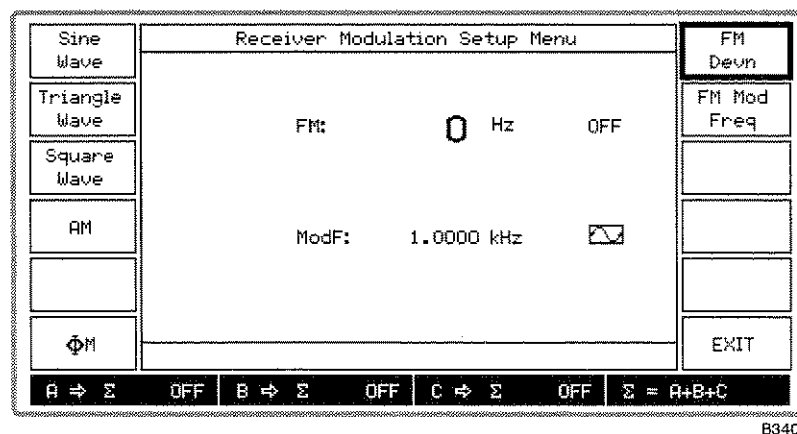 Sine
Wave
Triangle
Wave
Square
Wave
AM
ΦM
Receiver Modulation Setup Menu
FM: 0 Hz OFF
ModF: 1.0000 kHz
FM
Devn
FM Mod
Freq
EXIT
A ⇒ Σ OFF B ⇒ Σ OFF C ⇒ Σ OFF Σ = A+B+C
B340